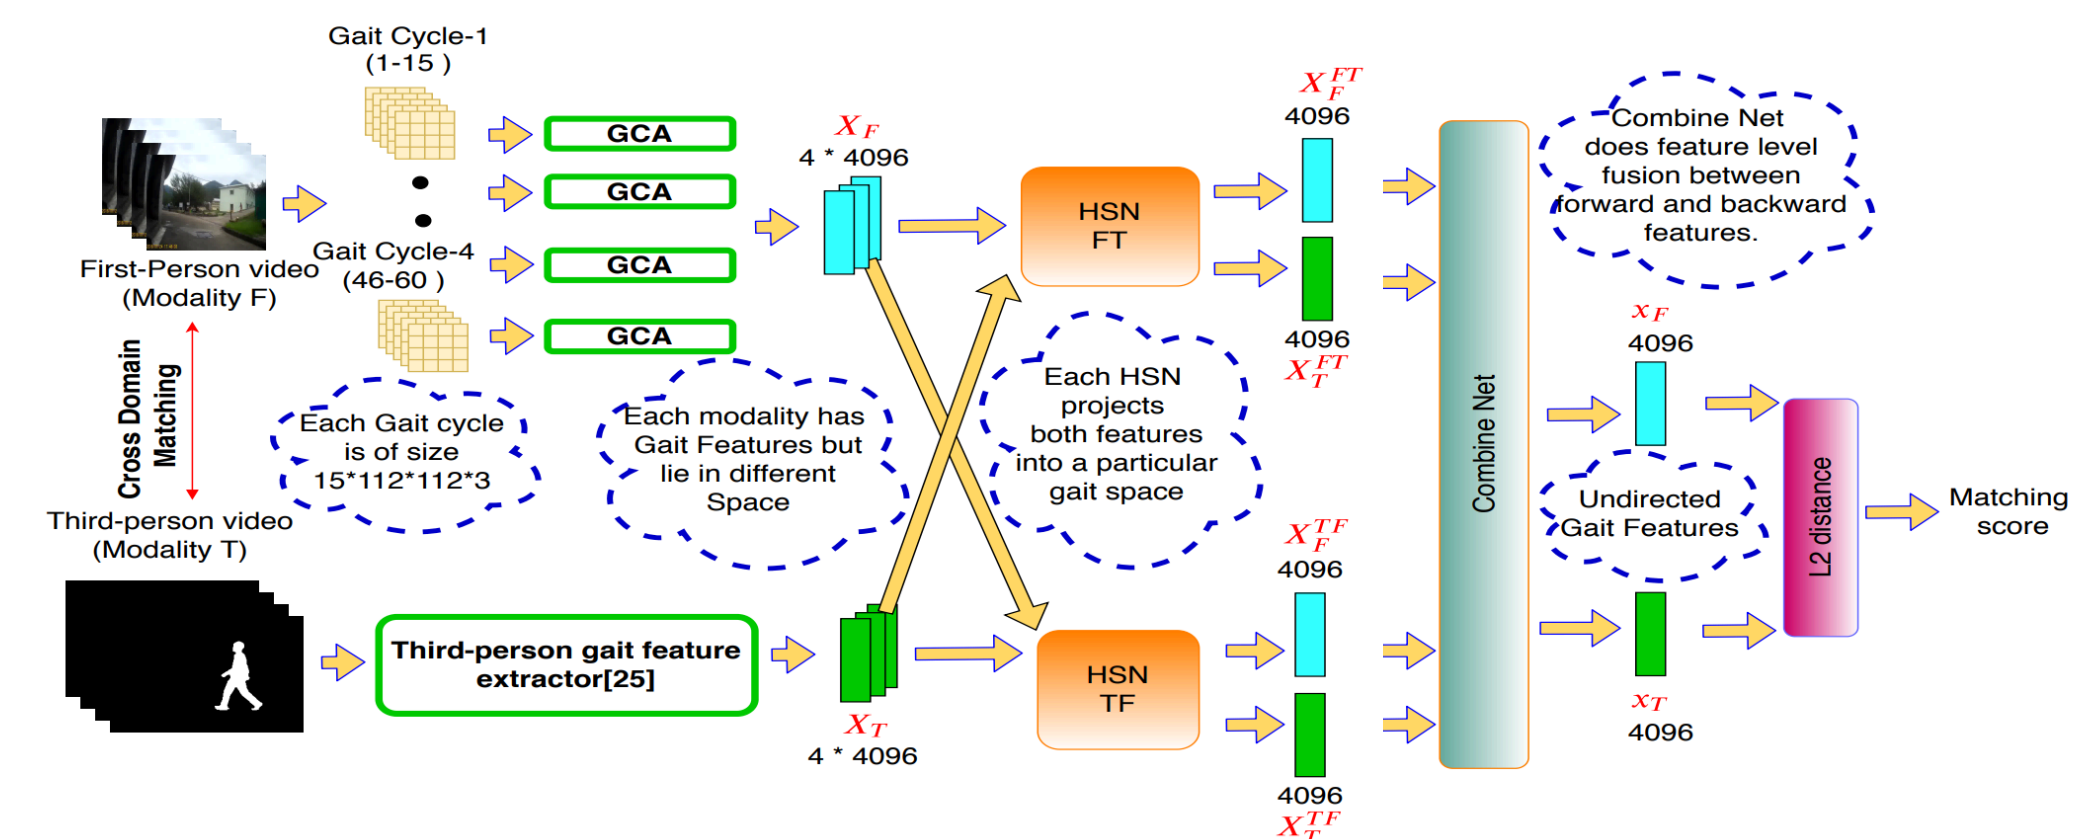 Gait Cycle-1
(1-15 )
GCA
GCA
GCA
GCA
Gait Cycle-4
(46-60 )
First-Person video
(Modality F)
Cross Domain
Matching
Third-person video
(Modality T)
Each Gait cycle
is of size
15*112*112*3
Each modality has
Gait Features but
lie in different
Space
Third-person gait feature
extractor[25]
X_F
4 * 4096
X_T
4 * 4096
HSN
FT
Each HSN
projects
both features
into a particular
gait space
HSN
TF
X_F^{FT}
4096
4096
X_T^{FT}
X_F^{TF}
4096
4096
X_T^{TF}
Combine Net
Combine Net
does feature level
fusion between
forward and backward
features.
x_F
4096
Undirected
Gait Features
x_T
4096
L2 distance
Matching
score